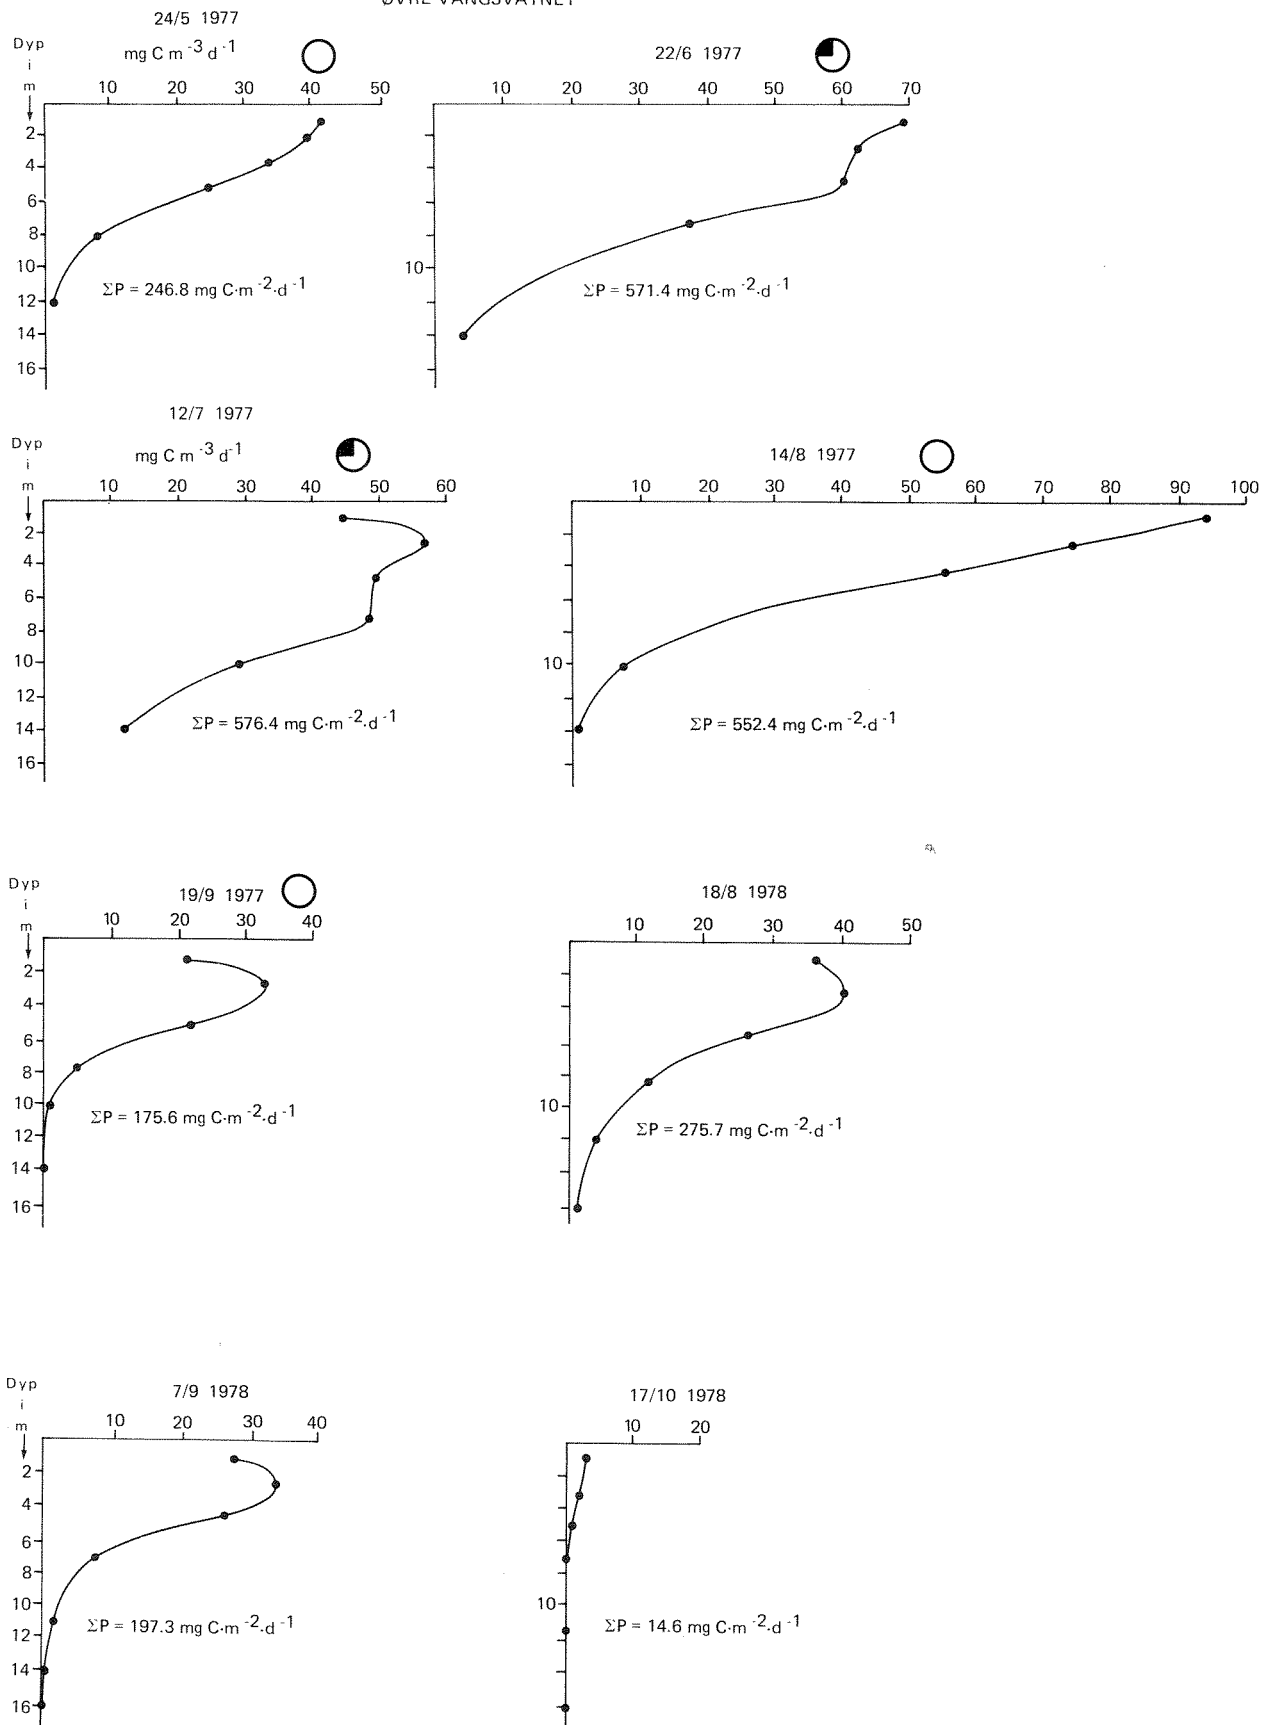 ØVRE VANGSVATNET
24/5 1977
Dyp
i
m
mg C m -3 d -1
10 20 30 40 50
2
4
6
8
10
12
14
16
ΣP = 246.8 mg C·m -2·d -1
22/6 1977
10 20 30 40 50 60 70
10
ΣP = 571.4 mg C·m -2·d -1
12/7 1977
Dyp
i
m
mg C m -3 d -1
10 20 30 40 50 60
2
4
6
8
10
12
14
16
ΣP = 576.4 mg C·m -2·d -1
14/8 1977
10 20 30 40 50 60 70 80 90 100
10
ΣP = 552.4 mg C·m -2·d -1
19/9 1977
Dyp
i
m
10 20 30 40
2
4
6
8
10
12
14
16
ΣP = 175.6 mg C·m -2·d -1
18/8 1978
10 20 30 40 50
10
ΣP = 275.7 mg C·m -2·d -1
7/9 1978
Dyp
i
m
10 20 30 40
2
4
6
8
10
12
14
16
ΣP = 197.3 mg C·m -2·d -1
17/10 1978
10 20
10
ΣP = 14.6 mg C·m -2·d -1